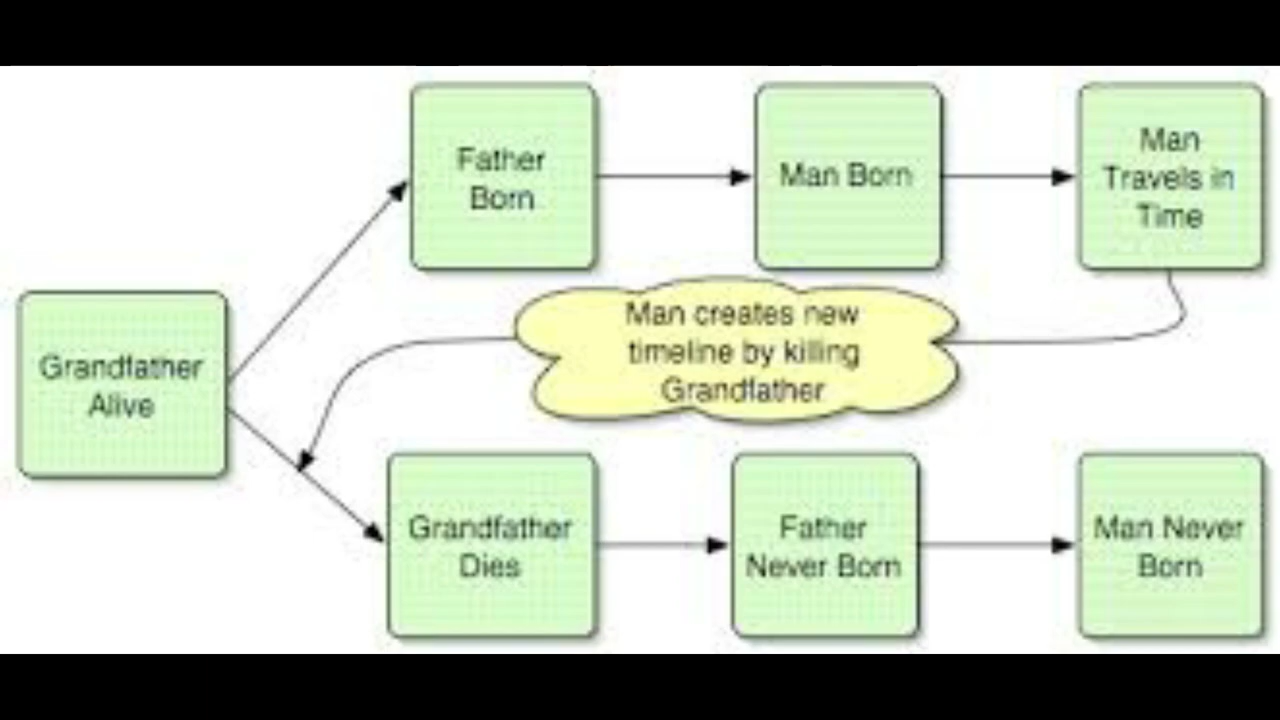 Father
Born
Man Born
Man
Travels in
Time
Grandfather
Alive
Man creates new
timeline by killing
Grandfather
Grandfather
Dies
Father
Never Born
Man Never
Born